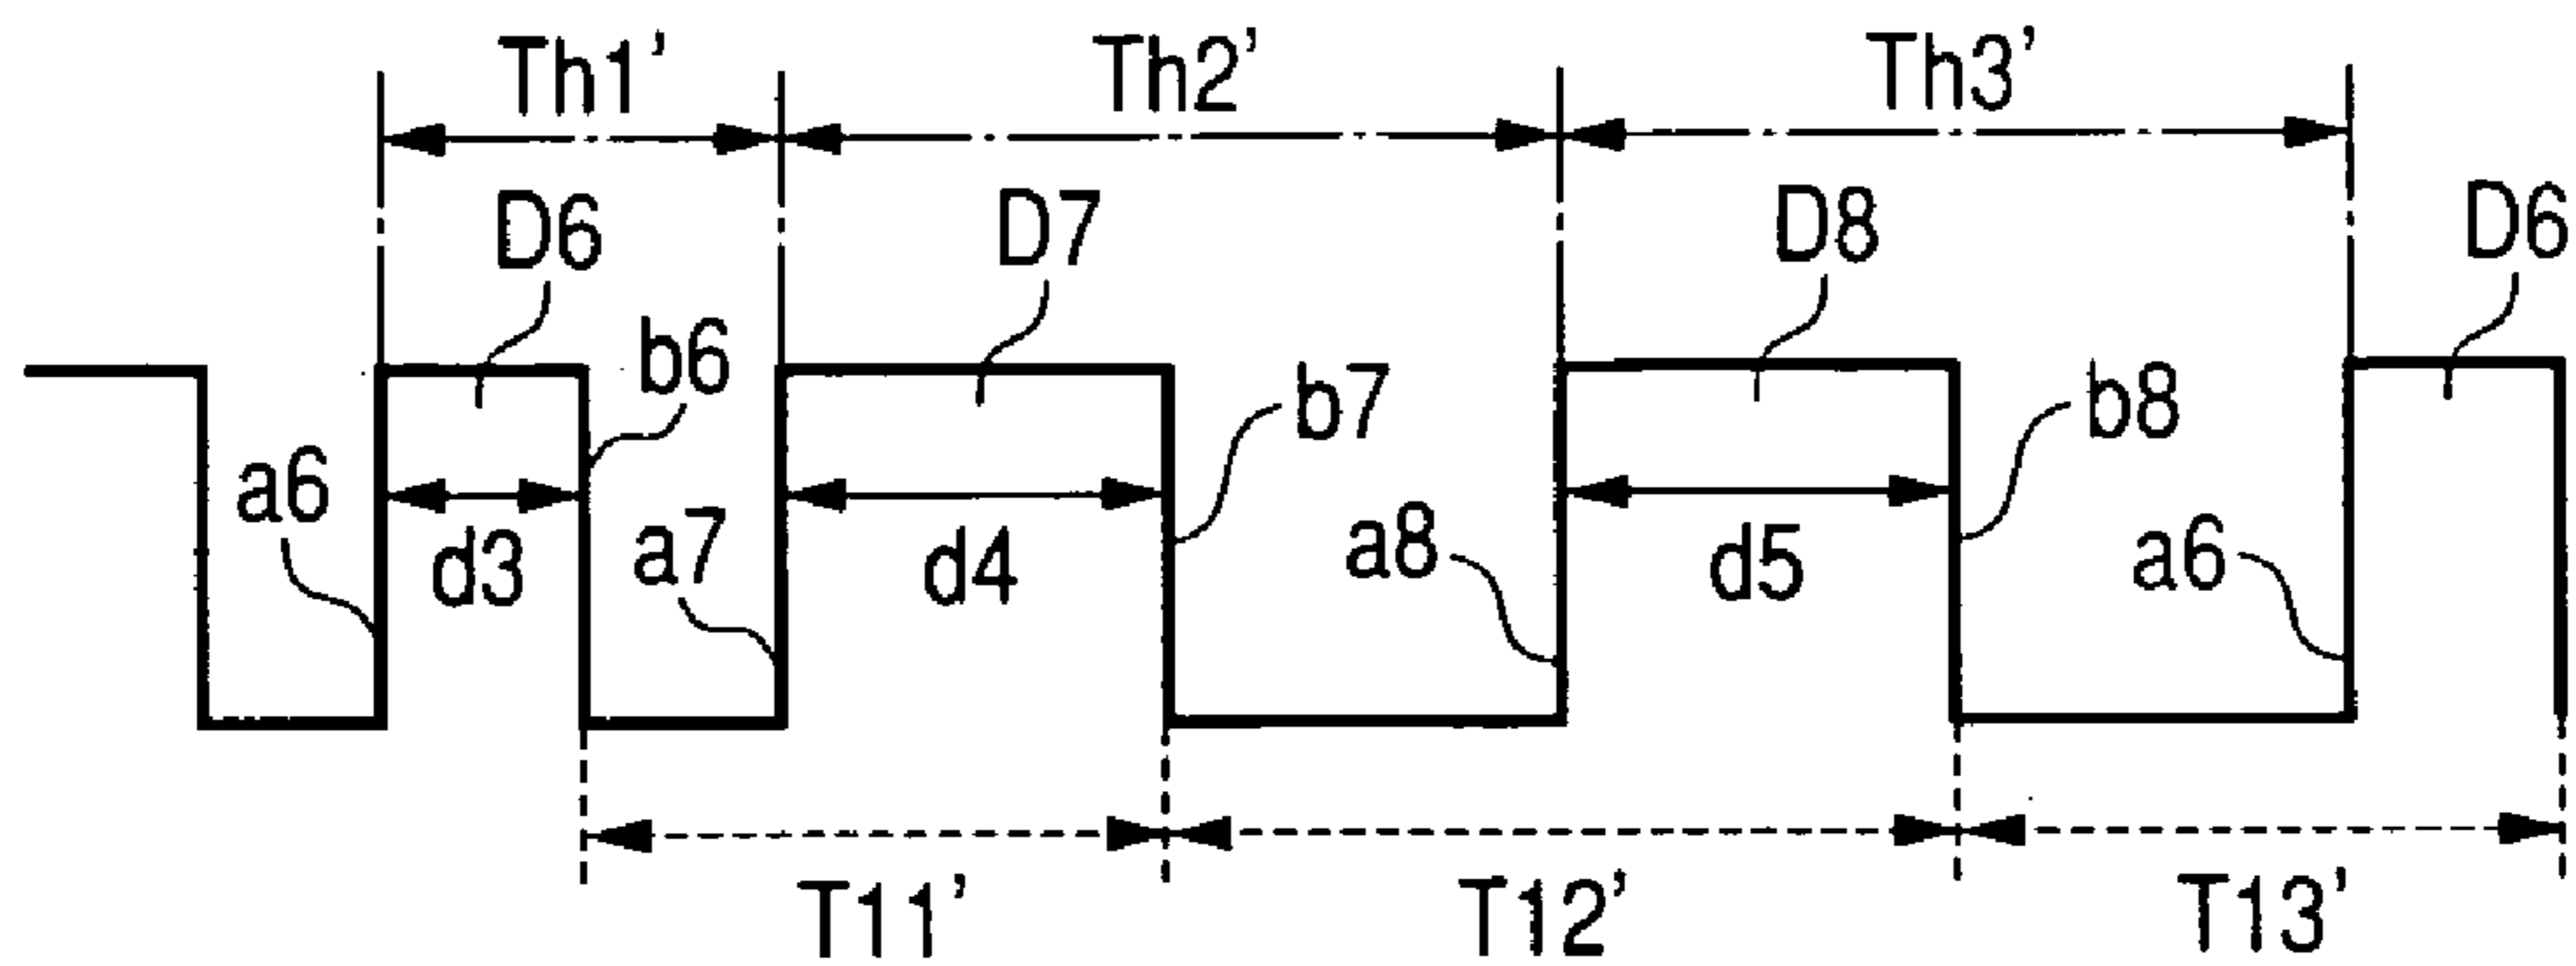 Th1' Th2' Th3'
D6 D7 D8 D6
b6 b7 b8
a6 d3 a7 d4 a8 d5 a6
T11' T12' T13'